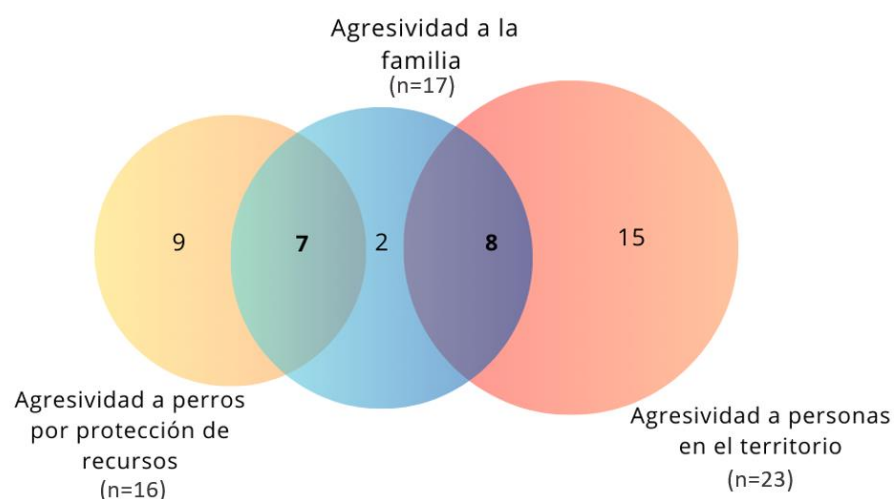 Agresividad a la
familia
(n=17)
9
7
2
8
15
Agresividad a perros
por protección de
recursos
(n=16)
Agresividad a personas
en el territorio
(n=23)